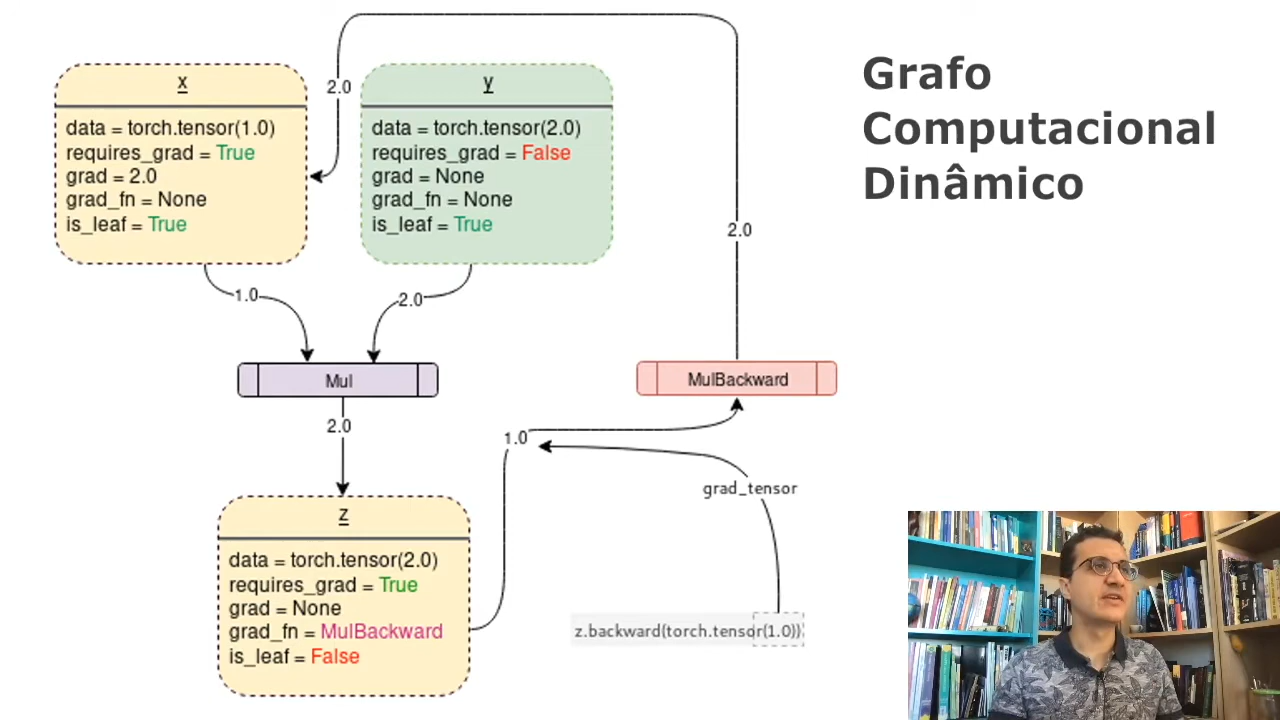 Grafo
Computacional
Dinâmico
x
data = torch.tensor(1.0)
requires_grad = True
grad = 2.0
grad_fn = None
is_leaf = True
2.0
y
data = torch.tensor(2.0)
requires_grad = False
grad = None
grad_fn = None
is_leaf = True
2.0
1.0
2.0
Mul
MulBackward
2.0
1.0
grad_tensor
z
data = torch.tensor(2.0)
requires_grad = True
grad = None
grad_fn = MulBackward
is_leaf = False
z.backward(torch.tensor(1.0))